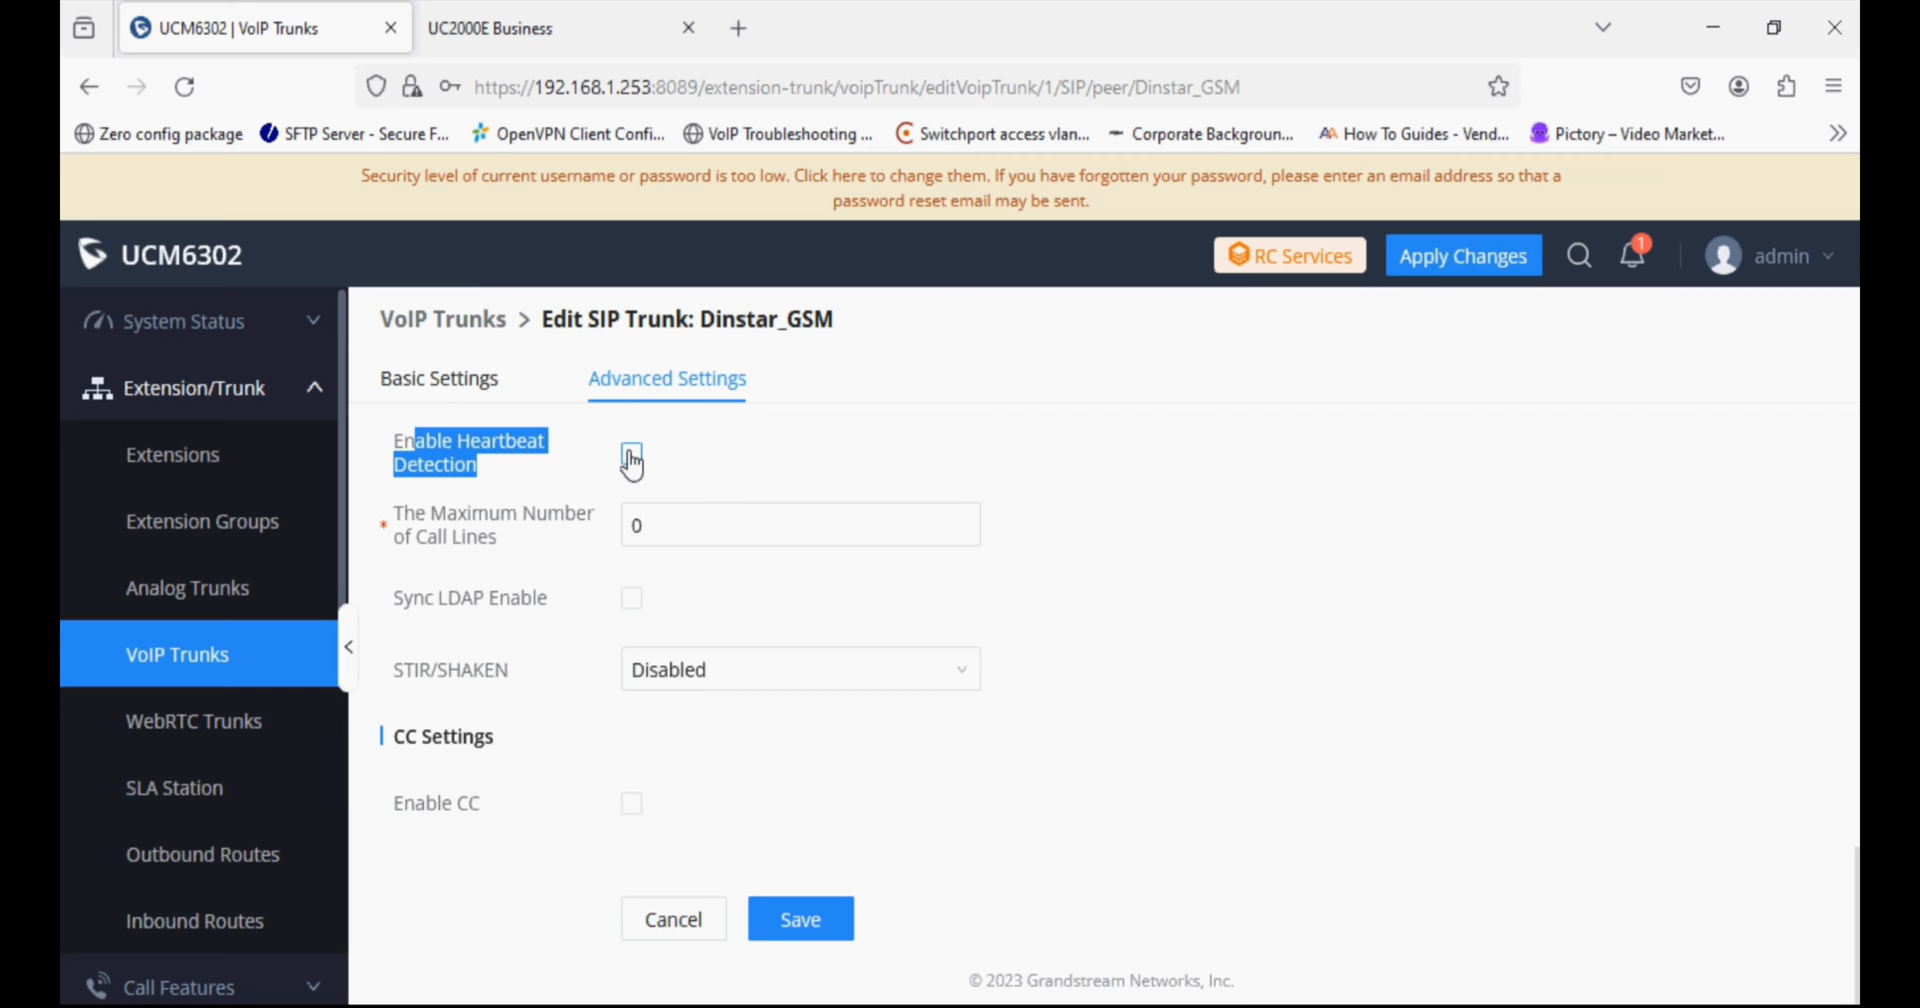 UCM6302 | VoIP Trunks
UC2000E Business
https://192.168.1.253:8089/extension-trunk/voipTrunk/editVoipTrunk/1/SIP/peer/Dinstar_GSM
Zero config package
SFTP Server - Secure F...
OpenVPN Client Confi...
VoIP Troubleshooting ...
Switchport access vlan...
Corporate Backgroun...
How To Guides - Vend...
Pictory – Video Market...
Security level of current username or password is too low. Click here to change them. If you have forgotten your password, please enter an email address so that a
password reset email may be sent.
UCM6302
RC Services
Apply Changes
1
admin
System Status
Extension/Trunk
Extensions
Extension Groups
Analog Trunks
VoIP Trunks
WebRTC Trunks
SLA Station
Outbound Routes
Inbound Routes
Call Features
VoIP Trunks > Edit SIP Trunk: Dinstar_GSM
Basic Settings
Advanced Settings
Enable Heartbeat
Detection
* The Maximum Number
of Call Lines
0
Sync LDAP Enable
STIR/SHAKEN
Disabled
CC Settings
Enable CC
Cancel
Save
© 2023 Grandstream Networks, Inc.